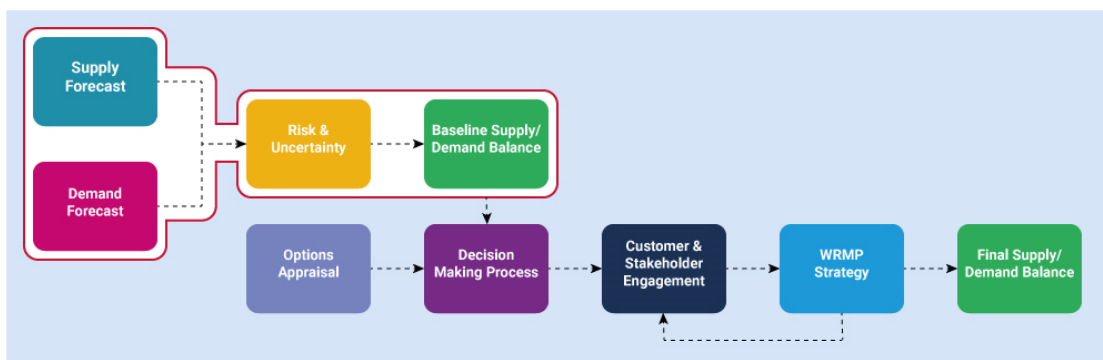 Supply
Forecast
Demand
Forecast
Risk &
Uncertainty
Baseline Supply/
Demand Balance
Options
Appraisal
Decision
Making Process
Customer &
Stakeholder
Engagement
WRMP
Strategy
Final Supply/
Demand Balance